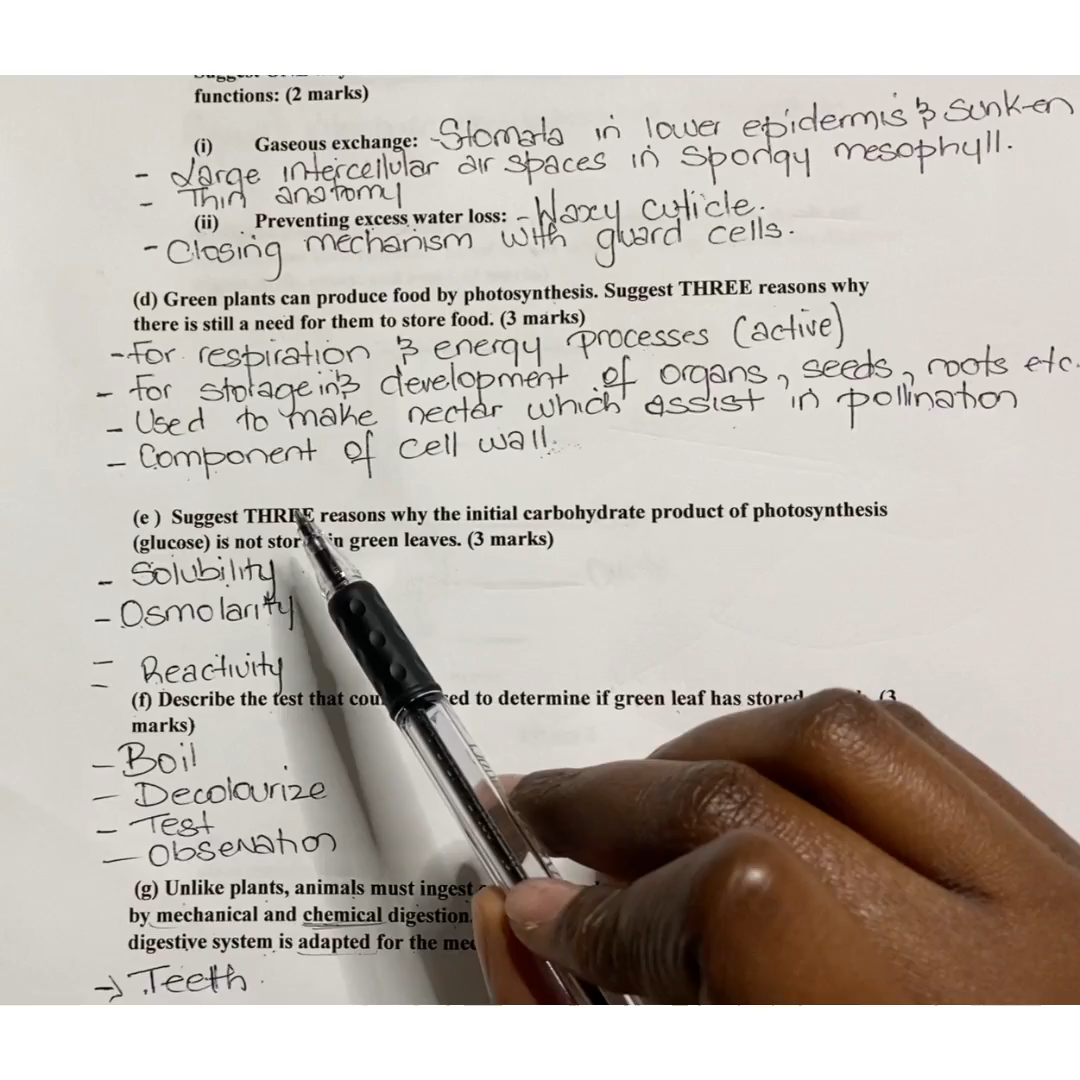 functions: (2 marks)
(i) Gaseous exchange: -Stomata in lower epidermis & sunken
- Large intercellular air spaces in spongy mesophyll.
- Thin anatomy
(ii) Preventing excess water loss: - Waxy cuticle.
- Closing mechanism with guard cells.
(d) Green plants can produce food by photosynthesis. Suggest THREE reasons why
there is still a need for them to store food. (3 marks)
-for respiration & energy processes (active)
- for storage in & development of organs, seeds, roots etc.
- Used to make nectar which assist in pollination
- Component of cell wall.
(e ) Suggest THREE reasons why the initial carbohydrate product of photosynthesis
(glucose) is not in green leaves. (3 marks)
- Solubility
- Osmolarity
- Reactivity
(f) Describe the test that to determine if green leaf has stored (3
marks)
- Boil
- Decolourize
- Test
- Observation
(g) Unlike plants, animals must ingest
by mechanical and chemical digestion.
digestive system is adapted for the
→ Teeth.